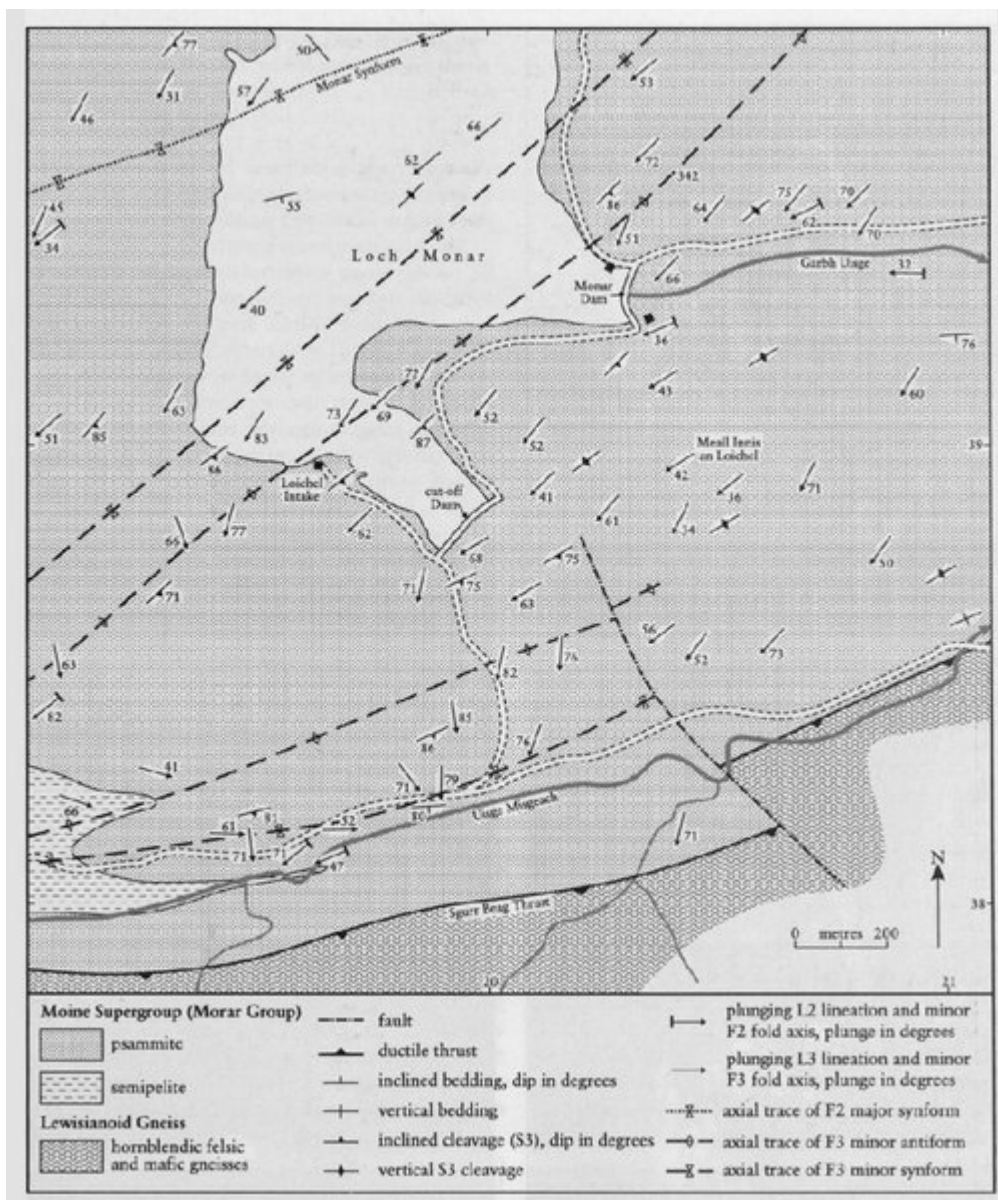 77
50
57
31
46
Monar Synform
53
66
62
72
342
55
86
64
75
70
62
45
34
51
70
Loch Monar
Garbh Uisge
32
66
Monar
Dam
40
36
76
77
43
60
63
73
69
52
51
85
83
87
52
39
66
Meall Innis
an Loichel
42
Loichel
Intake
cut-off
Dam
41
36
71
66
77
62
61
34
68
75
50
71
71
75
63
63
56
76
52
73
82
82
85
86
76
41
71
79
66
81
80
Uisge Misgeach
61
52
71
71
47
71
N
38
Sgurr Beag Thrust
0 metres 200
20
21
Moine Supergroup (Morar Group)
psammite
semipelite
Lewisianoid Gneiss
hornblendic felsic
and mafic gneisses
fault
ductile thrust
inclined bedding, dip in degrees
vertical bedding
inclined cleavage (S3), dip in degrees
vertical S3 cleavage
plunging L2 lineation and minor
F2 fold axis, plunge in degrees
plunging L3 lineation and minor
F3 fold axis, plunge in degrees
axial trace of F2 major synform
axial trace of F3 minor antiform
axial trace of F3 minor synform